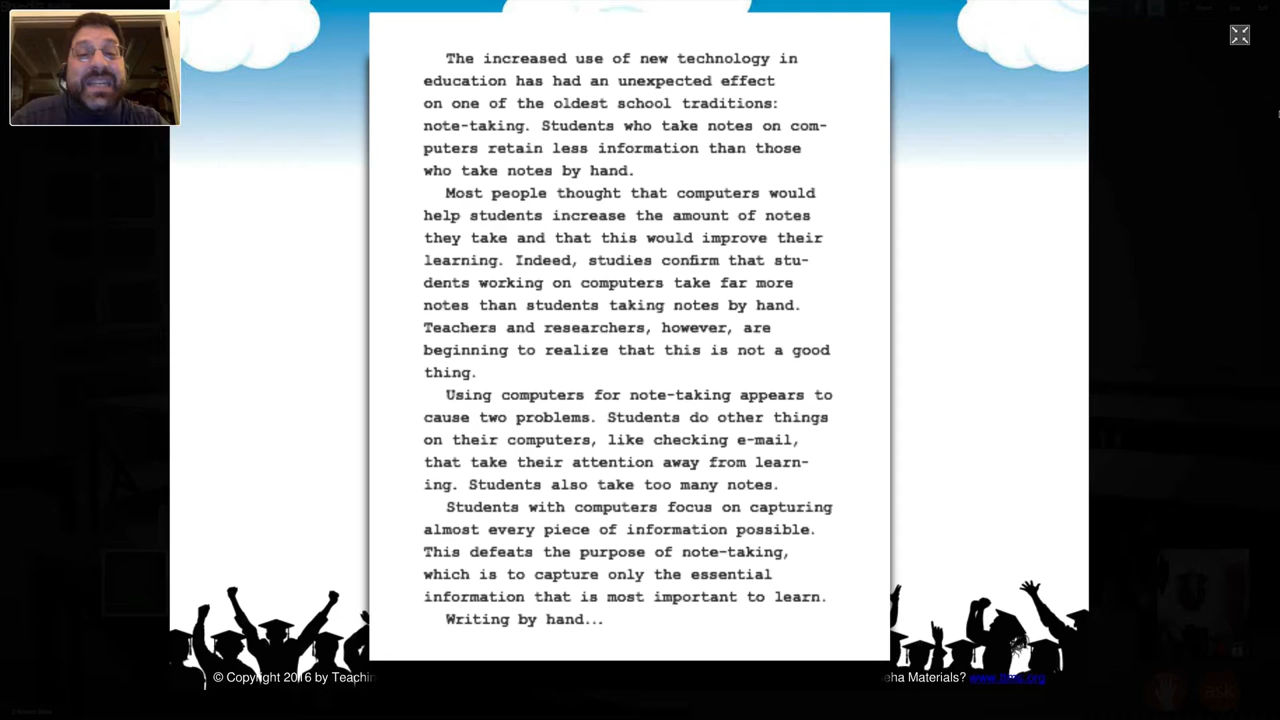 The increased use of new technology in
education has had an unexpected effect
on one of the oldest school traditions:
note-taking. Students who take notes on com-
puters retain less information than those
who take notes by hand.
Most people thought that computers would
help students increase the amount of notes
they take and that this would improve their
learning. Indeed, studies confirm that stu-
dents working on computers take far more
notes than students taking notes by hand.
Teachers and researchers, however, are
beginning to realize that this is not a good
thing.
Using computers for note-taking appears to
cause two problems. Students do other things
on their computers, like checking e-mail,
that take their attention away from learn-
ing. Students also take too many notes.
Students with computers focus on capturing
almost every piece of information possible.
This defeats the purpose of note-taking,
which is to capture only the essential
information that is most important to learn.
Writing by hand...
© Copyright 2016 by Teachin
eha Materials? www.ttms.org